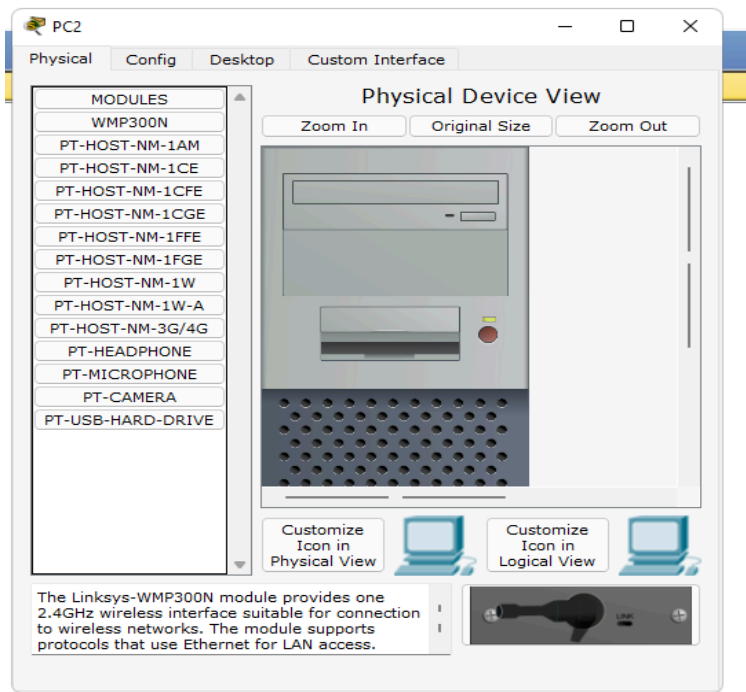 PC2
Physical Config Desktop Custom Interface
MODULES
WMP300N
PT-HOST-NM-1AM
PT-HOST-NM-1CE
PT-HOST-NM-1CFE
PT-HOST-NM-1CGE
PT-HOST-NM-1FFE
PT-HOST-NM-1FGE
PT-HOST-NM-1W
PT-HOST-NM-1W-A
PT-HOST-NM-3G/4G
PT-HEADPHONE
PT-MICROPHONE
PT-CAMERA
PT-USB-HARD-DRIVE
Physical Device View
Zoom In Original Size Zoom Out
Customize
Icon in
Physical View
Customize
Icon in
Logical View
The Linksys-WMP300N module provides one
2.4GHz wireless interface suitable for connection
to wireless networks. The module supports
protocols that use Ethernet for LAN access.
LINK